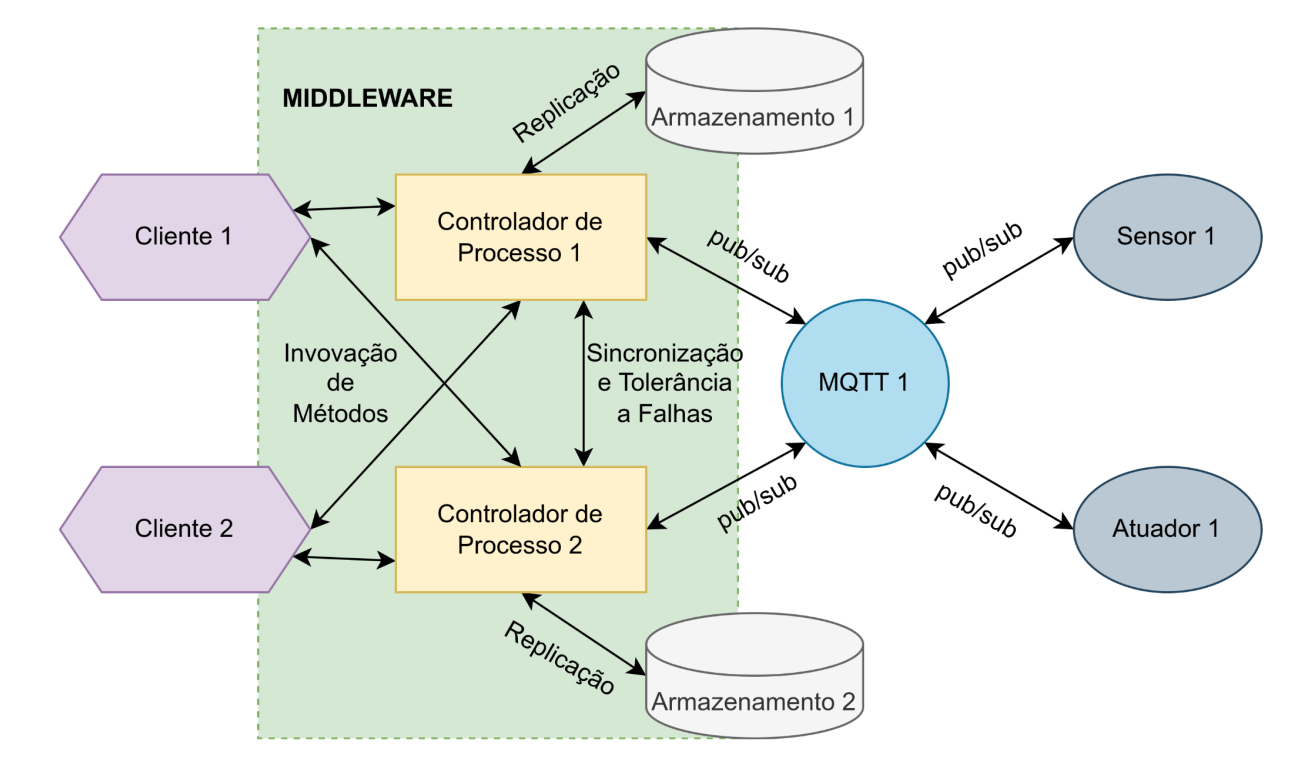 MIDDLEWARE
Replicação
Armazenamento 1
Cliente 1
Controlador de
Processo 1
pub/sub
pub/sub
Sensor 1
Invovação
de
Métodos
Sincronização
e Tolerância
a Falhas
MQTT 1
Cliente 2
Controlador de
Processo 2
pub/sub
pub/sub
Atuador 1
Replicação
Armazenamento 2